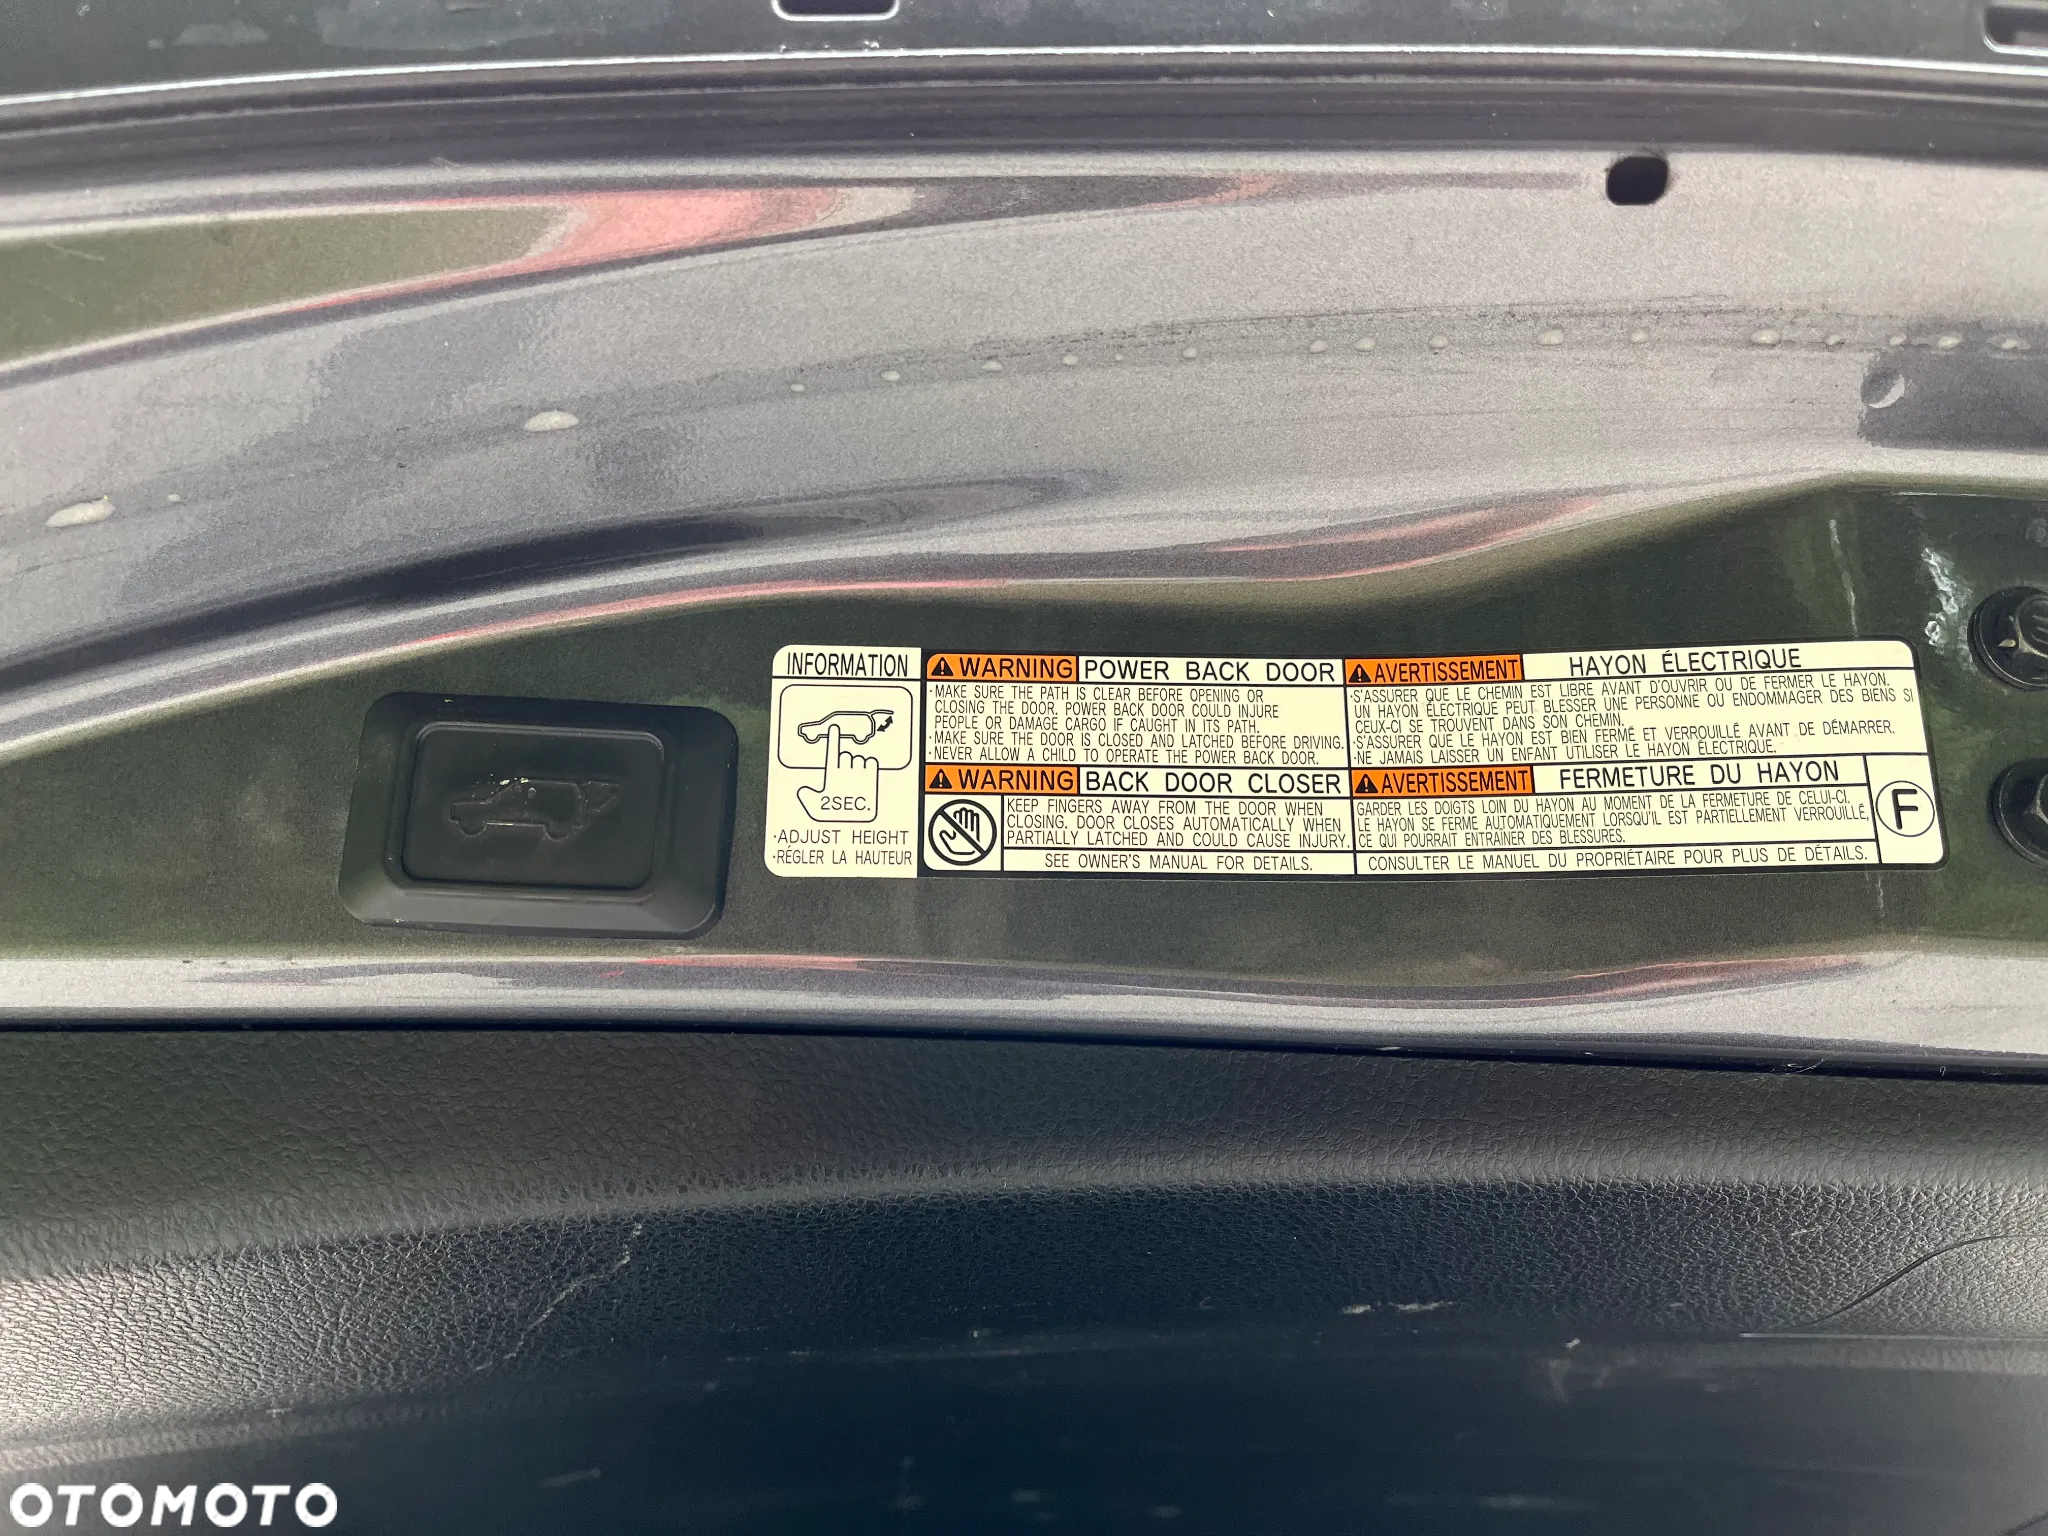 INFORMATION
2SEC.
·ADJUST HEIGHT
·RÉGLER LA HAUTEUR
WARNING POWER BACK DOOR
·MAKE SURE THE PATH IS CLEAR BEFORE OPENING OR
CLOSING THE DOOR. POWER BACK DOOR COULD INJURE
PEOPLE OR DAMAGE CARGO IF CAUGHT IN ITS PATH.
·MAKE SURE THE DOOR IS CLOSED AND LATCHED BEFORE DRIVING.
·NEVER ALLOW A CHILD TO OPERATE THE POWER BACK DOOR.
AVERTISSEMENT HAYON ÉLECTRIQUE
·S'ASSURER QUE LE CHEMIN EST LIBRE AVANT D'OUVRIR OU DE FERMER LE HAYON.
UN HAYON ÉLECTRIQUE PEUT BLESSER UNE PERSONNE OU ENDOMMAGER DES BIENS SI
CEUX-CI SE TROUVENT DANS SON CHEMIN.
·S'ASSURER QUE LE HAYON EST BIEN FERMÉ ET VERROUILLÉ AVANT DE DÉMARRER.
·NE JAMAIS LAISSER UN ENFANT UTILISER LE HAYON ÉLECTRIQUE.
WARNING BACK DOOR CLOSER
KEEP FINGERS AWAY FROM THE DOOR WHEN
CLOSING. DOOR CLOSES AUTOMATICALLY WHEN
PARTIALLY LATCHED AND COULD CAUSE INJURY.
SEE OWNER'S MANUAL FOR DETAILS.
AVERTISSEMENT FERMETURE DU HAYON
GARDER LES DOIGTS LOIN DU HAYON AU MOMENT DE LA FERMETURE DE CELUI-CI.
LE HAYON SE FERME AUTOMATIQUEMENT LORSQU'IL EST PARTIELLEMENT VERROUILLÉ,
CE QUI POURRAIT ENTRAÎNER DES BLESSURES.
CONSULTER LE MANUEL DU PROPRIÉTAIRE POUR PLUS DE DÉTAILS.
F
OTOMOTO